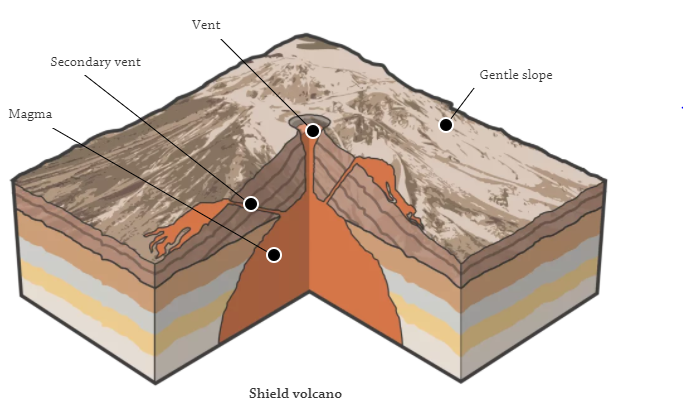 Vent
Secondary vent
Gentle slope
Magma
Shield volcano